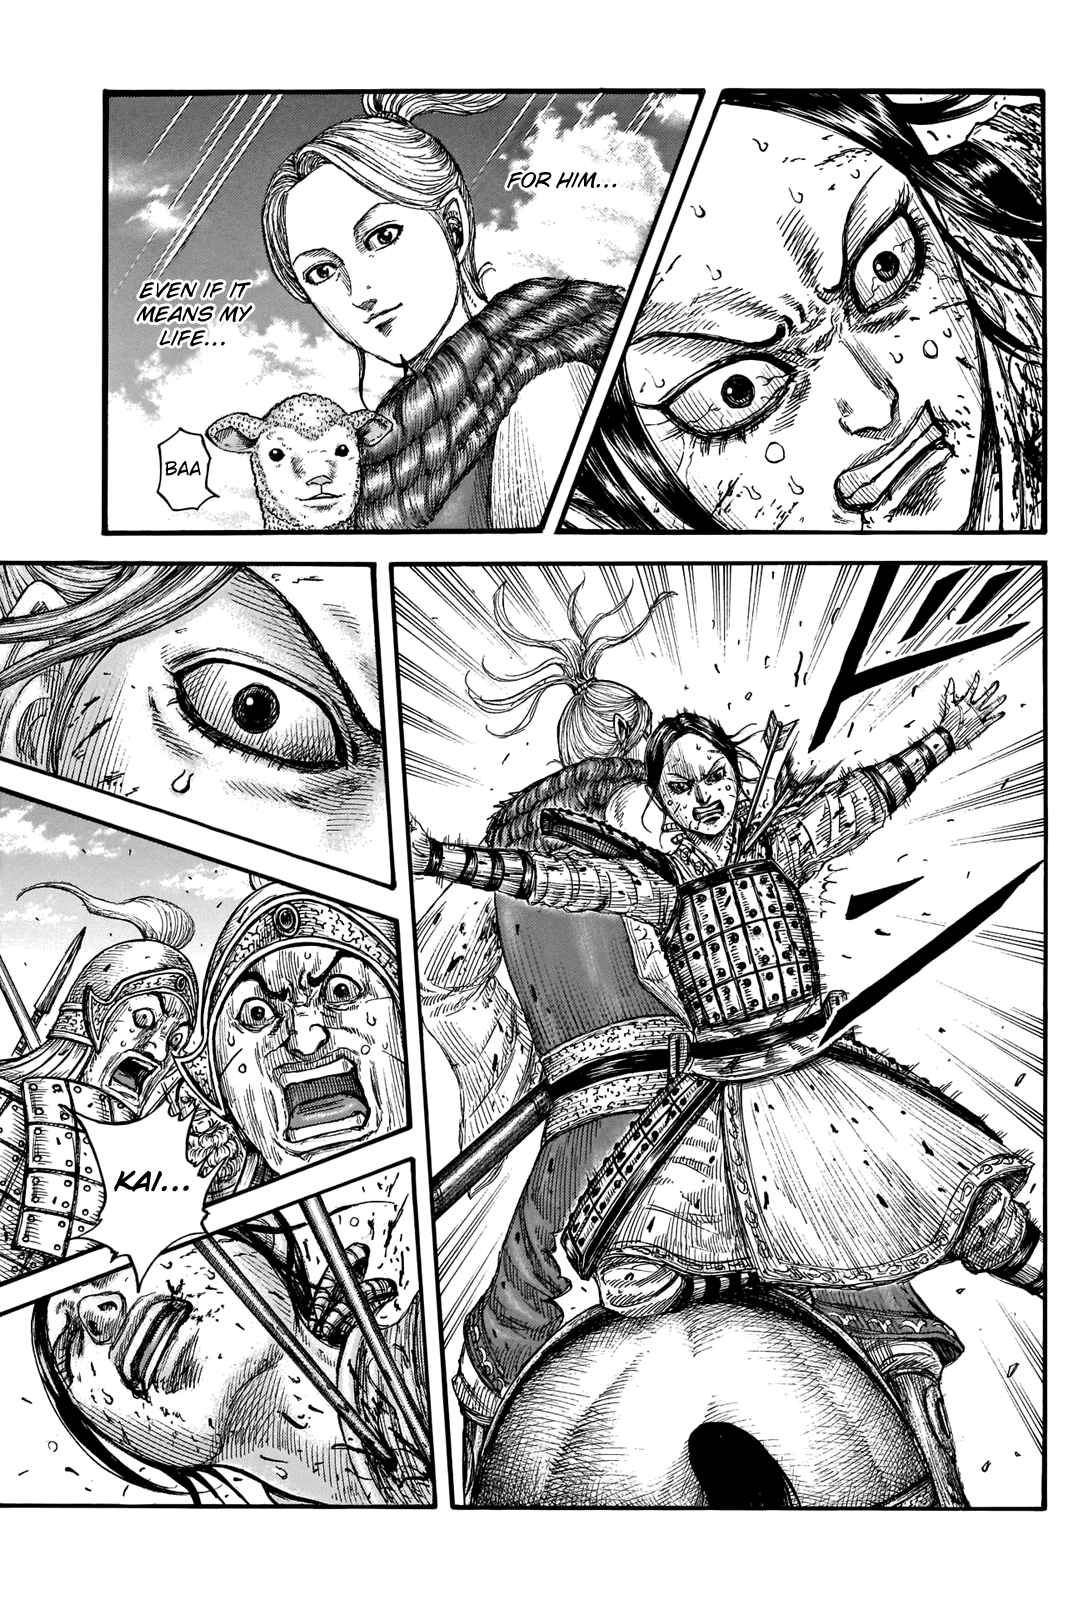 FOR HIM...
EVEN IF IT
MEANS MY
LIFE...
BAA
KAI...